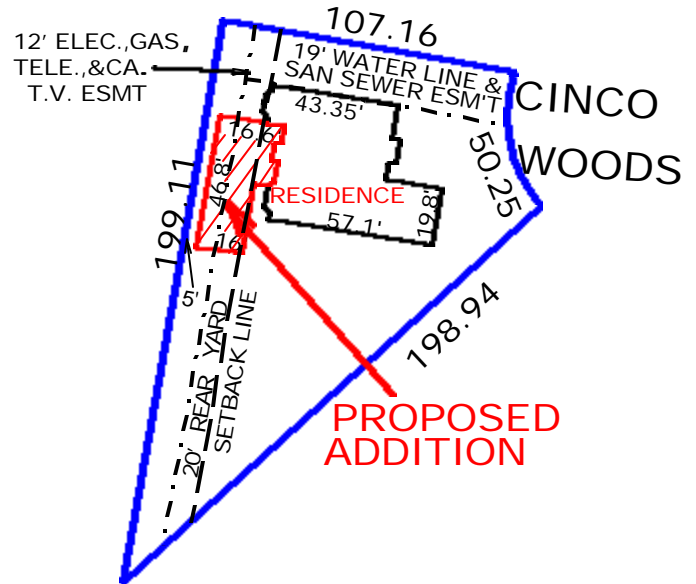 107.16
12' ELEC.,GAS,
TELE.,&CA.
T.V. ESMT
19' WATER LINE &
SAN SEWER ESM'T
CINCO
WOODS
43.35'
16.6'
50.25
199.11
46.8'
RESIDENCE
57.1'
19.8'
16'
5'
20' REAR YARD
SETBACK LINE
198.94
PROPOSED
ADDITION